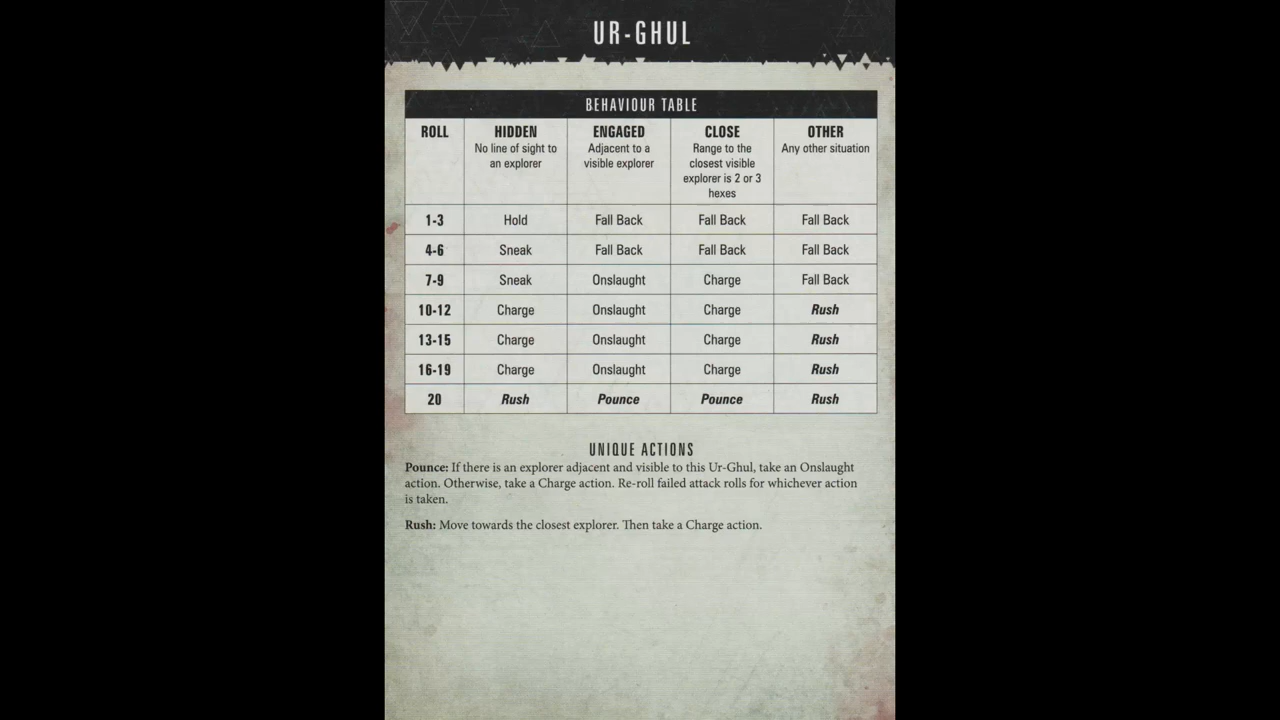 UR-GHUL
BEHAVIOUR TABLE
ROLL HIDDEN ENGAGED CLOSE OTHER
No line of sight to an explorer
Adjacent to a visible explorer
Range to the closest visible explorer is 2 or 3 hexes
Any other situation
1-3 Hold Fall Back Fall Back Fall Back
4-6 Sneak Fall Back Fall Back Fall Back
7-9 Sneak Onslaught Charge Fall Back
10-12 Charge Onslaught Charge Rush
13-15 Charge Onslaught Charge Rush
16-19 Charge Onslaught Charge Rush
20 Rush Pounce Pounce Rush
UNIQUE ACTIONS
Pounce: If there is an explorer adjacent and visible to this Ur-Ghul, take an Onslaught
action. Otherwise, take a Charge action. Re-roll failed attack rolls for whichever action
is taken.
Rush: Move towards the closest explorer. Then take a Charge action.